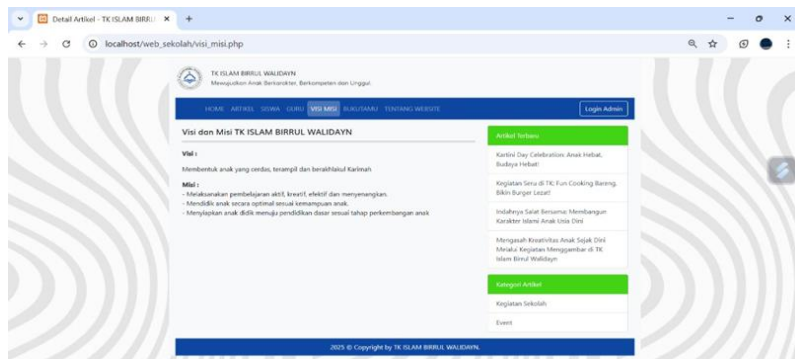 Detail Artikel - TK ISLAM BIRRU
localhost/web_sekolah/visi_misi.php
TK ISLAM BIRRUL WALIDAYN
Mewujudkan Anak Berkarakter, Berkompeten dan Unggul.
HOME ARTIKEL SISWA GURU VISI MISI BUKUTAMU TENTANG WEBSITE
Login Admin
Visi dan Misi TK ISLAM BIRRUL WALIDAYN
Visi :
Membentuk anak yang cerdas, terampil dan berakhlakul Karimah
Misi :
- Melaksanakan pembelajaran aktif, kreatif, efektif dan menyenangkan.
- Mendidik anak secara optimal sesuai kemampuan anak.
- Menyiapkan anak didik menuju pendidikan dasar sesuai tahap perkembangan anak
Artikel Terbaru
Kartini Day Celebration: Anak Hebat,
Budaya Hebat!
Kegiatan Seru di TK: Fun Cooking Bareng,
Bikin Burger Lezat!
Indahnya Salat Bersama: Membangun
Karakter Islami Anak Usia Dini
Mengasah Kreativitas Anak Sejak Dini
Melalui Kegiatan Menggambar di TK
Islam Birrul Walidayn
Kategori Artikel
Kegiatan Sekolah
Event
2025 © Copyright by TK ISLAM BIRRUL WALIDAYN.